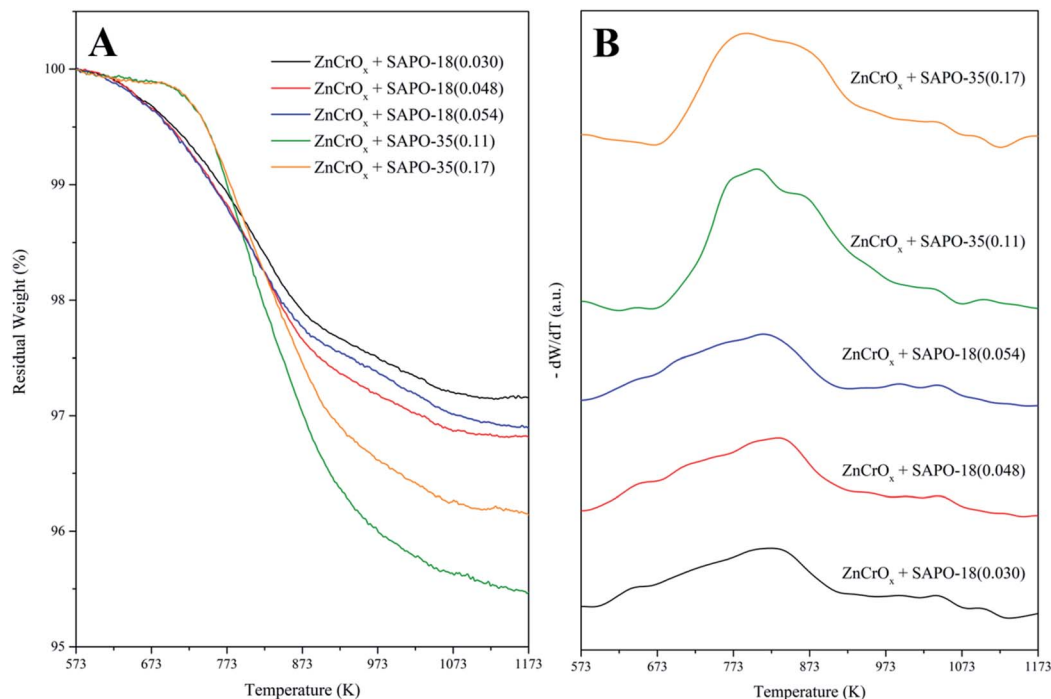 A
100
99
98
97
96
95
573
673
773
873
973
1073
1173
Residual Weight (%)
Temperature (K)
ZnCrOₓ + SAPO-18(0.030)
ZnCrOₓ + SAPO-18(0.048)
ZnCrOₓ + SAPO-18(0.054)
ZnCrOₓ + SAPO-35(0.11)
ZnCrOₓ + SAPO-35(0.17)
B
ZnCrOₓ + SAPO-35(0.17)
ZnCrOₓ + SAPO-35(0.11)
ZnCrOₓ + SAPO-18(0.054)
ZnCrOₓ + SAPO-18(0.048)
ZnCrOₓ + SAPO-18(0.030)
- dW/dT (a.u.)
573
673
773
873
973
1073
1173
Temperature (K)